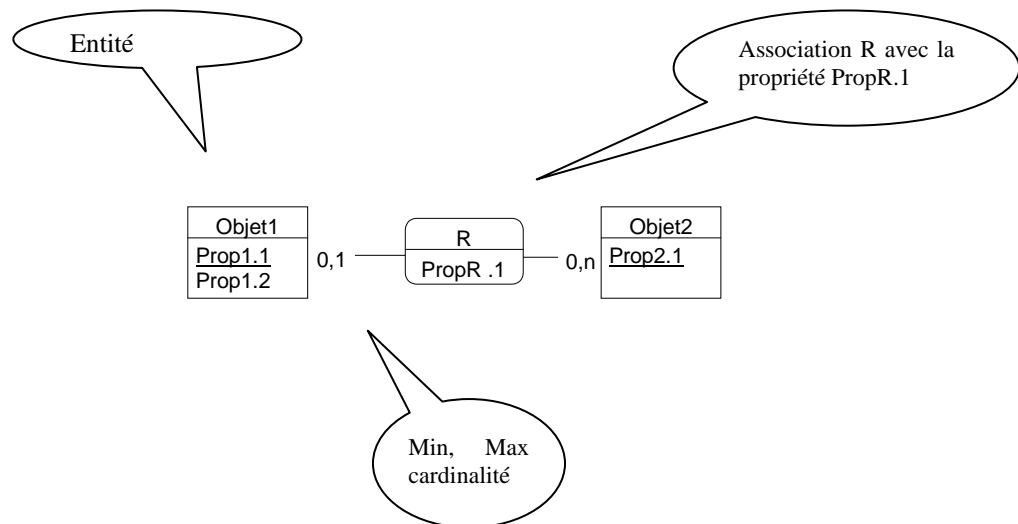 Entité
Association R avec la
propriété PropR.1
Objet1
Prop1.1
Prop1.2
0,1
R
PropR .1
0,n
Objet2
Prop2.1
Min, Max
cardinalité